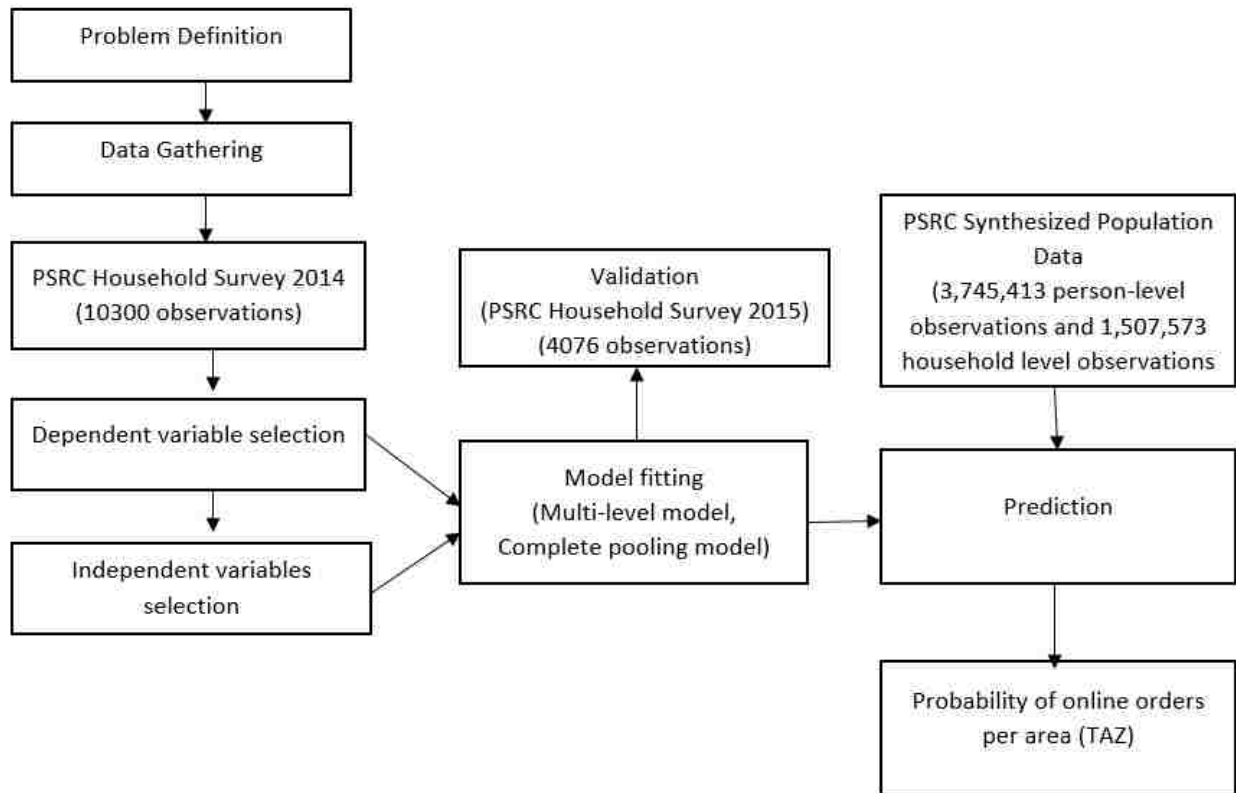 Problem Definition
Data Gathering
PSRC Household Survey 2014
(10300 observations)
Dependent variable selection
Independent variables
selection
Validation
(PSRC Household Survey 2015)
(4076 observations)
Model fitting
(Multi-level model,
Complete pooling model)
PSRC Synthesized Population
Data
(3,745,413 person-level
observations and 1,507,573
household level observations
Prediction
Probability of online orders
per area (TAZ)